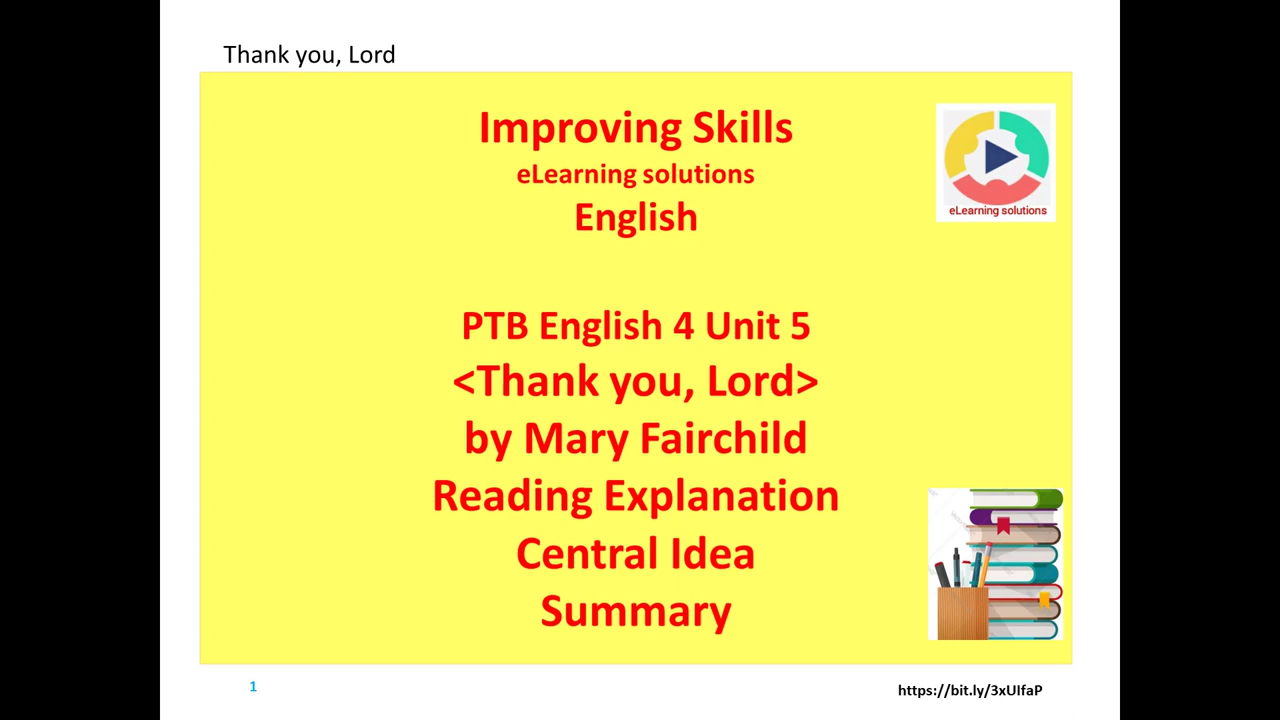 Thank you, Lord
Improving Skills
eLearning solutions
English
eLearning solutions
PTB English 4 Unit 5
<Thank you, Lord>
by Mary Fairchild
Reading Explanation
Central Idea
Summary
1
https://bit.ly/3xUIfaP